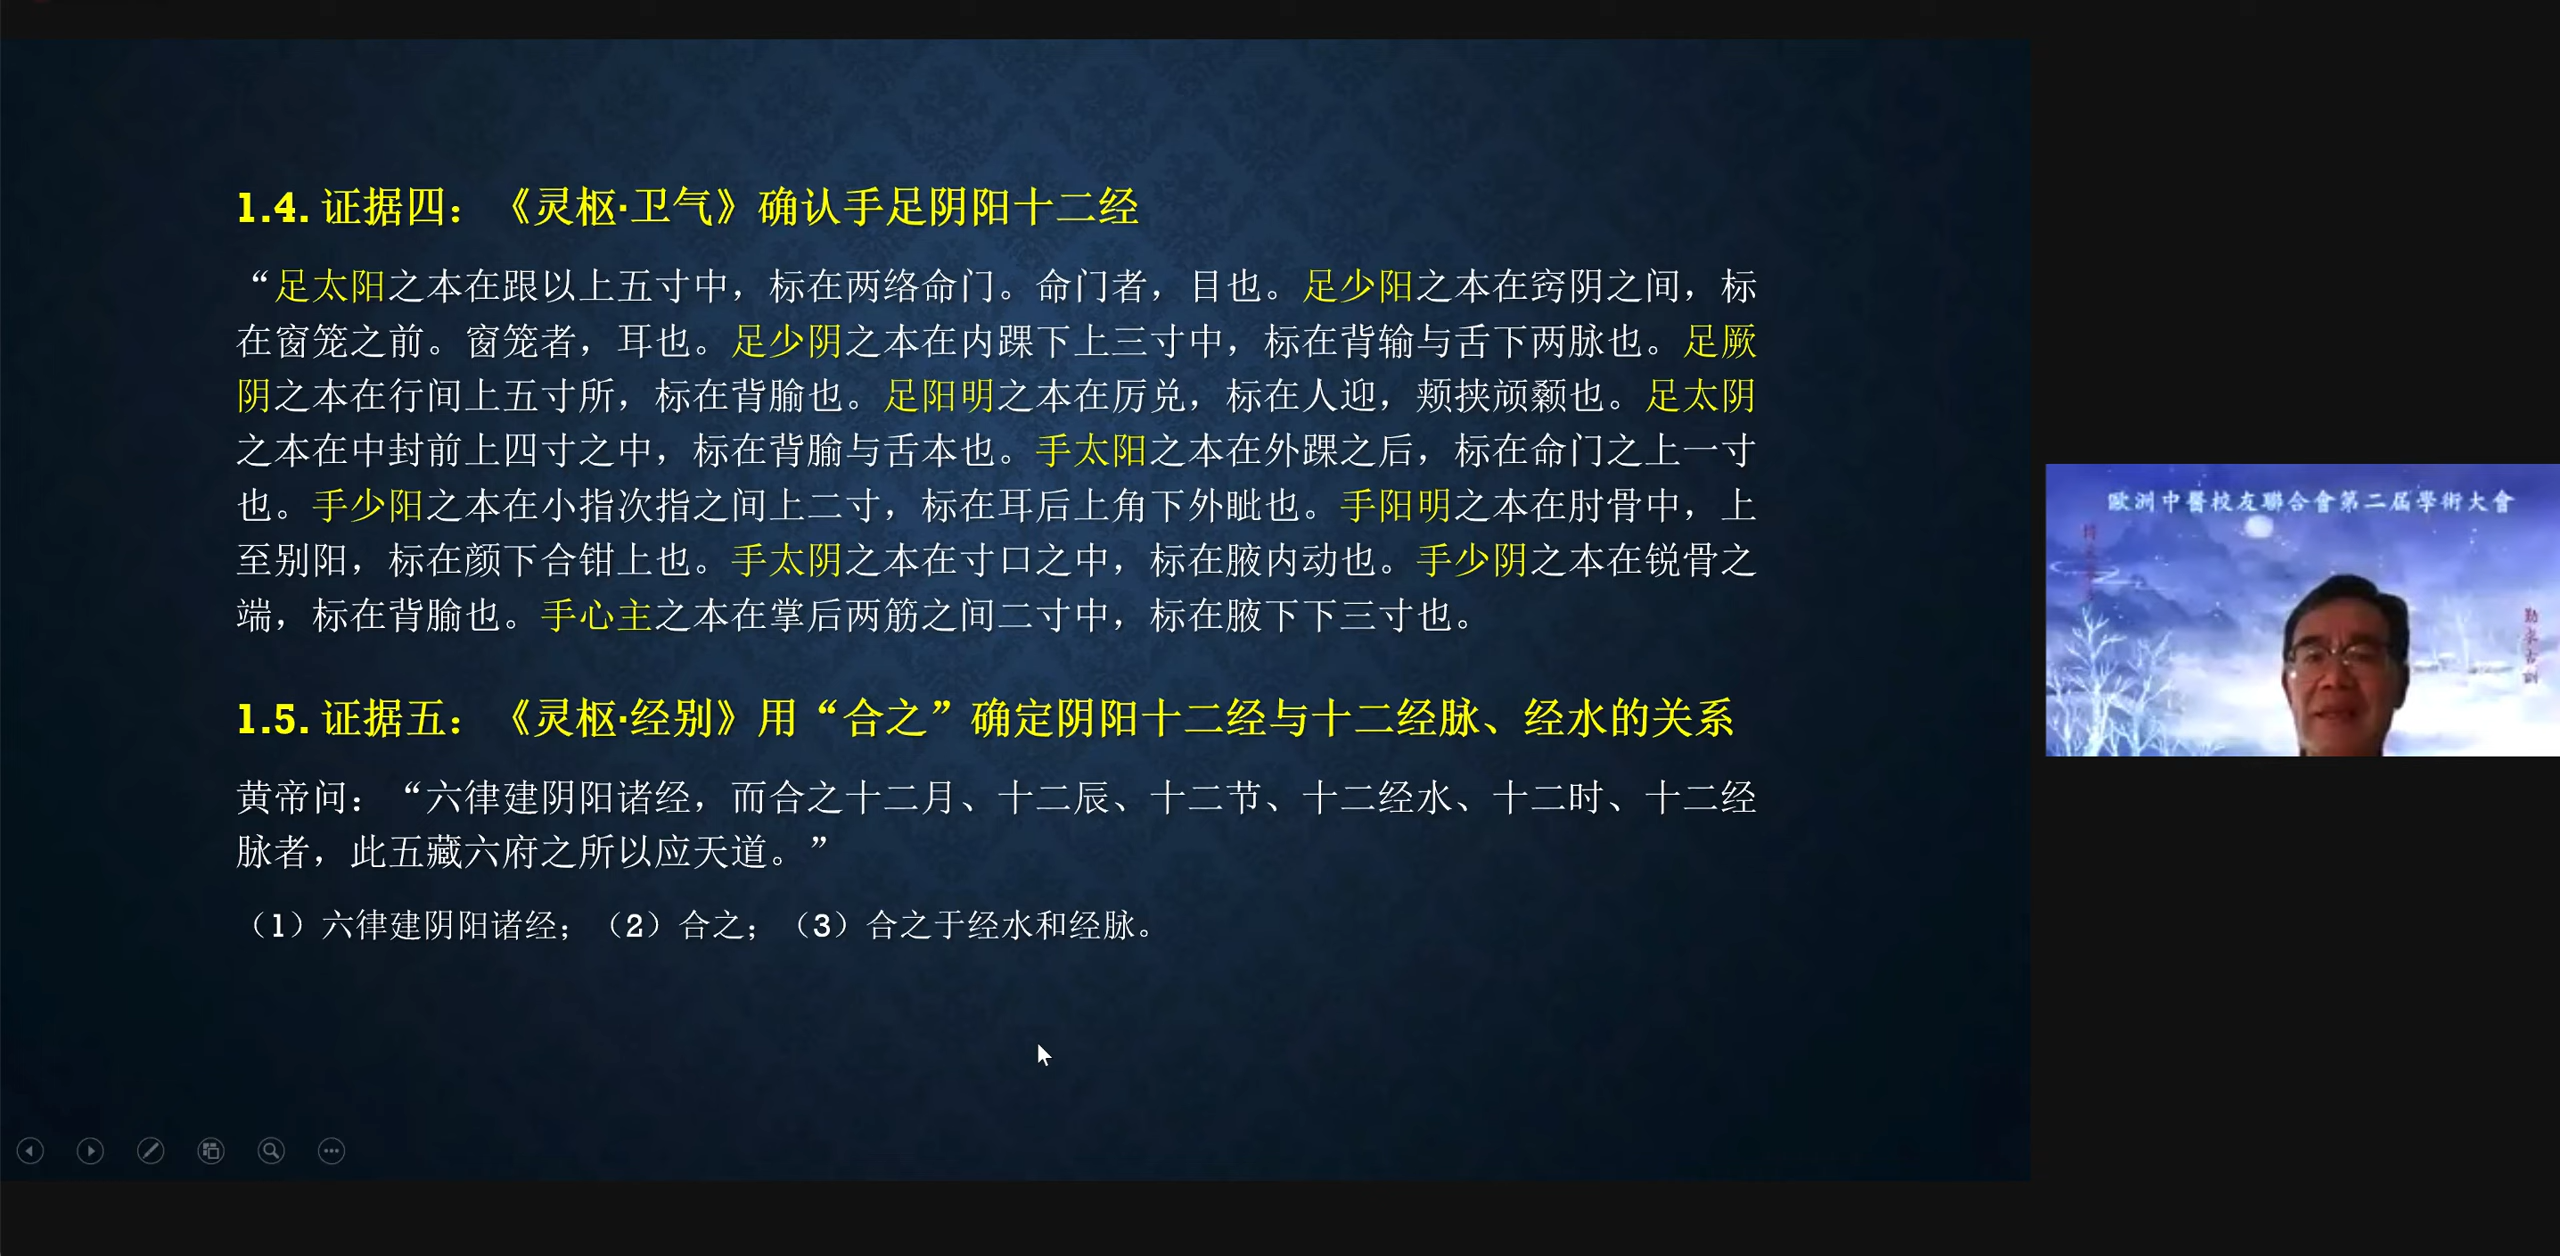 1.4. 证据四：《灵枢·卫气》确认手足阴阳十二经
“足太阳之本在跟以上五寸中，标在两络命门。命门者，目也。足少阳之本在窍阴之间，标
在窗笼之前。窗笼者，耳也。足少阴之本在内踝下上三寸中，标在背输与舌下两脉也。足厥
阴之本在行间上五寸所，标在背腧也。足阳明之本在厉兑，标在人迎，颊挟颃颡也。足太阴
之本在中封前上四寸之中，标在背腧与舌本也。手太阳之本在外踝之后，标在命门之上一寸
也。手少阳之本在小指次指之间上二寸，标在耳后上角下外眦也。手阳明之本在肘骨中，上
至别阳，标在颜下合钳上也。手太阴之本在寸口之中，标在腋内动也。手少阴之本在锐骨之
端，标在背腧也。手心主之本在掌后两筋之间二寸中，标在腋下下三寸也。
1.5. 证据五：《灵枢·经别》用“合之”确定阴阳十二经与十二经脉、经水的关系
黄帝问：“六律建阴阳诸经，而合之十二月、十二辰、十二节、十二经水、十二时、十二经
脉者，此五藏六府之所以应天道。”
（1）六律建阴阳诸经；（2）合之；（3）合之于经水和经脉。
歐洲中醫校友聯合會第二屆學術大會